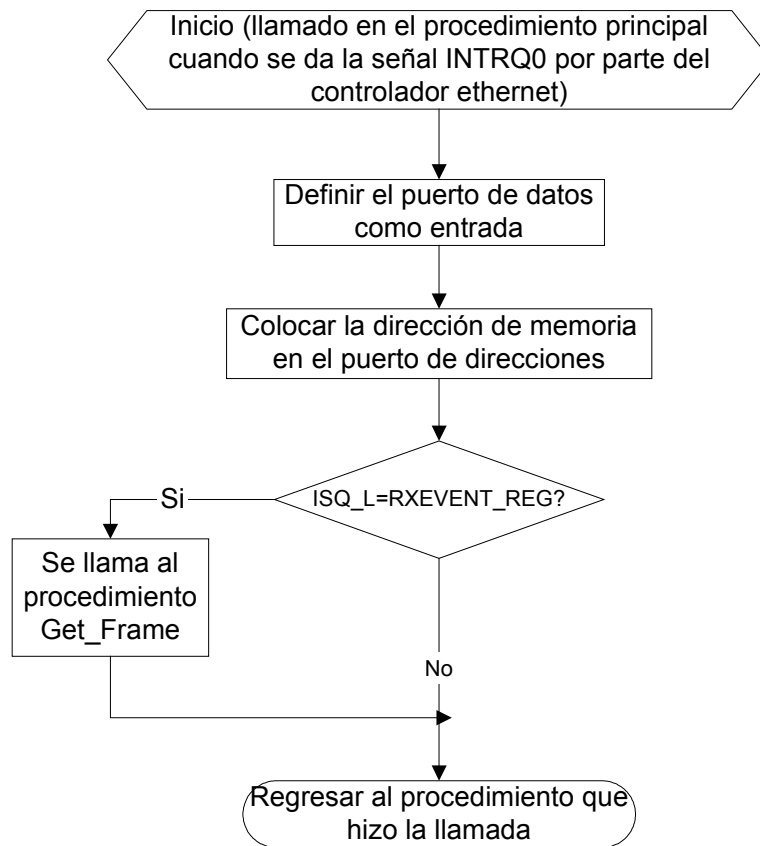 Inicio (llamado en el procedimiento principal
cuando se da la señal INTRQ0 por parte del
controlador ethernet)
Definir el puerto de datos
como entrada
Colocar la dirección de memoria
en el puerto de direcciones
ISQ_L=RXEVENT_REG?
Si
Se llama al
procedimiento
Get_Frame
No
Regresar al procedimiento que
hizo la llamada